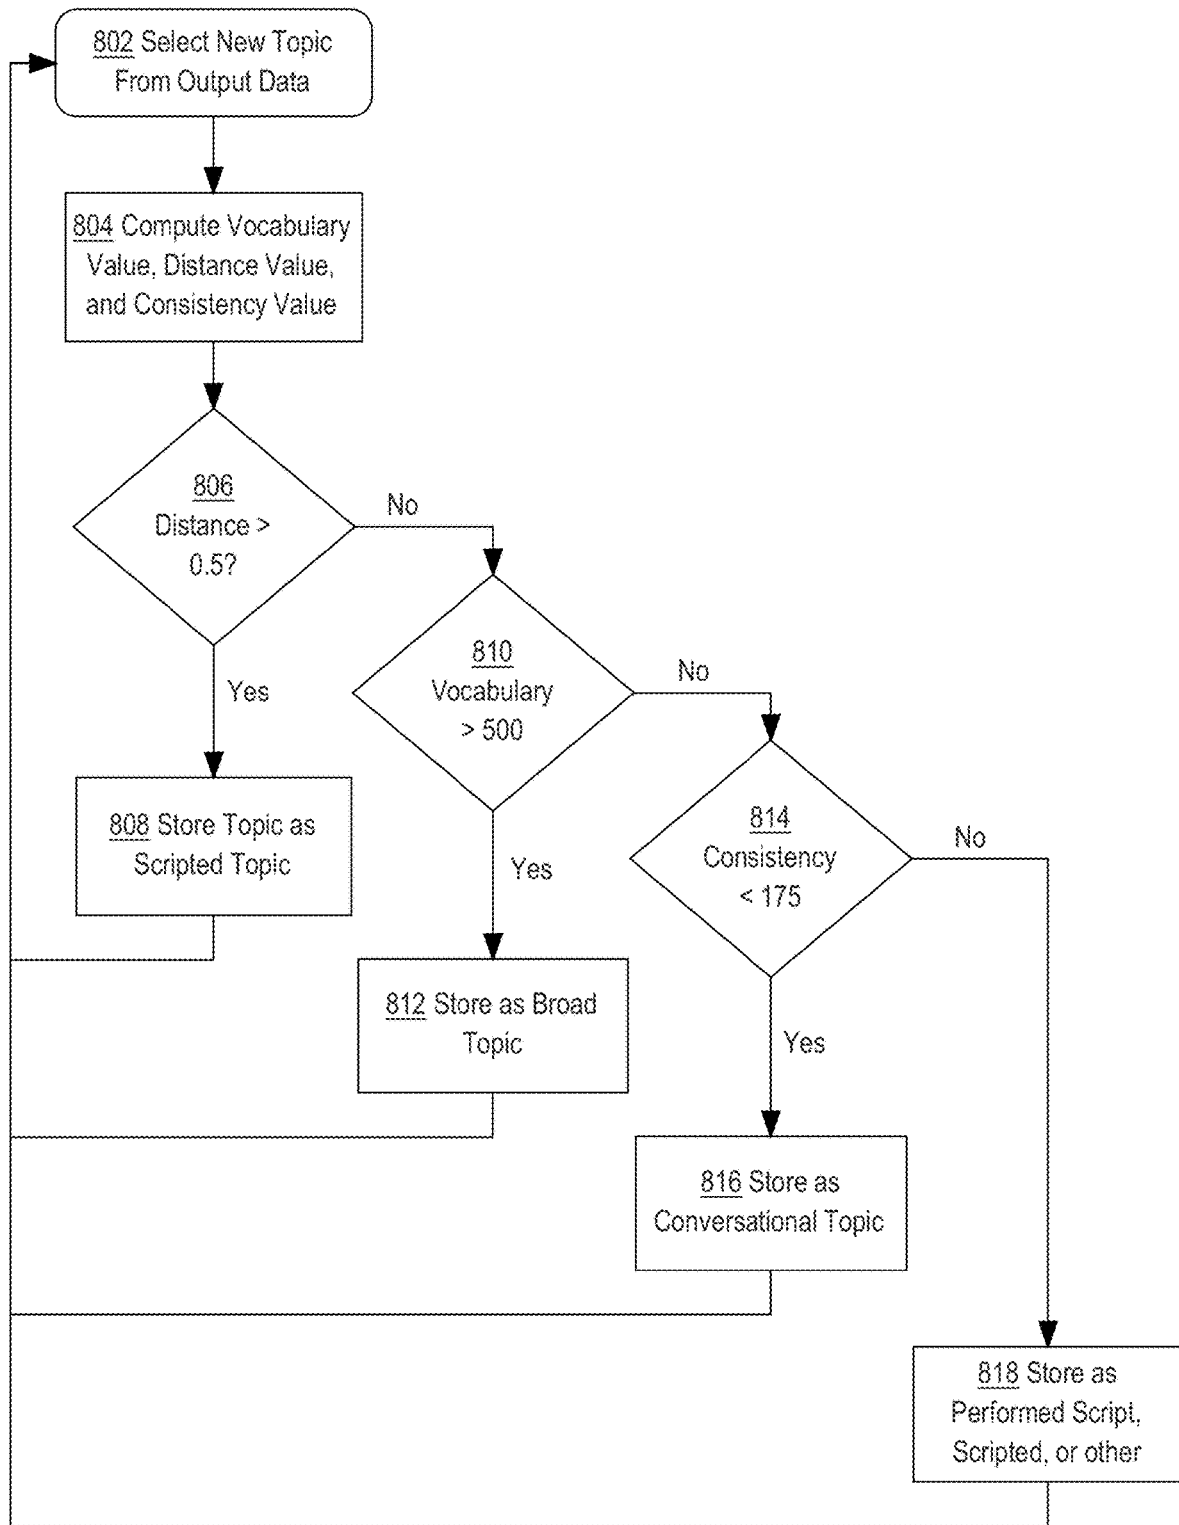 802 Select New Topic
From Output Data
804 Compute Vocabulary
Value, Distance Value,
and Consistency Value
806
Distance >
0.5?
No
Yes
808 Store Topic as
Scripted Topic
810
Vocabulary
> 500
No
Yes
812 Store as Broad
Topic
814
Consistency
< 175
No
Yes
816 Store as
Conversational Topic
818 Store as
Performed Script,
Scripted, or other